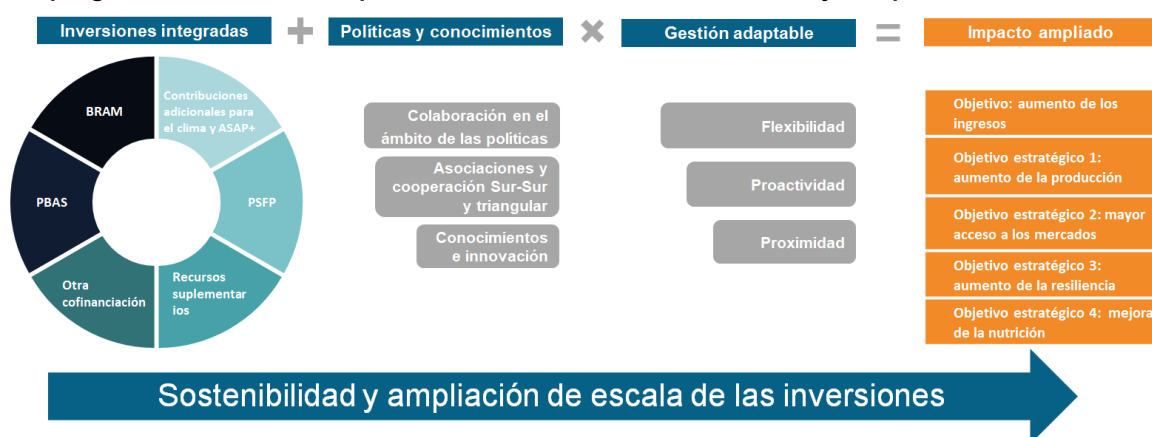 Inversiones integradas + Políticas y conocimientos × Gestión adaptable = Impacto ampliado
BRAM
Contribuciones
adicionales para
el clima y ASAP+
PBAS
PSFP
Otra
cofinanciación
Recursos
suplementar
ios
Colaboración en el
ámbito de las políticas
Asociaciones y
cooperación Sur-Sur
y triangular
Conocimientos
e innovación
Flexibilidad
Proactividad
Proximidad
Objetivo: aumento de los
ingresos
Objetivo estratégico 1:
aumento de la producción
Objetivo estratégico 2: mayor
acceso a los mercados
Objetivo estratégico 3:
aumento de la resiliencia
Objetivo estratégico 4: mejora
de la nutrición
Sostenibilidad y ampliación de escala de las inversiones